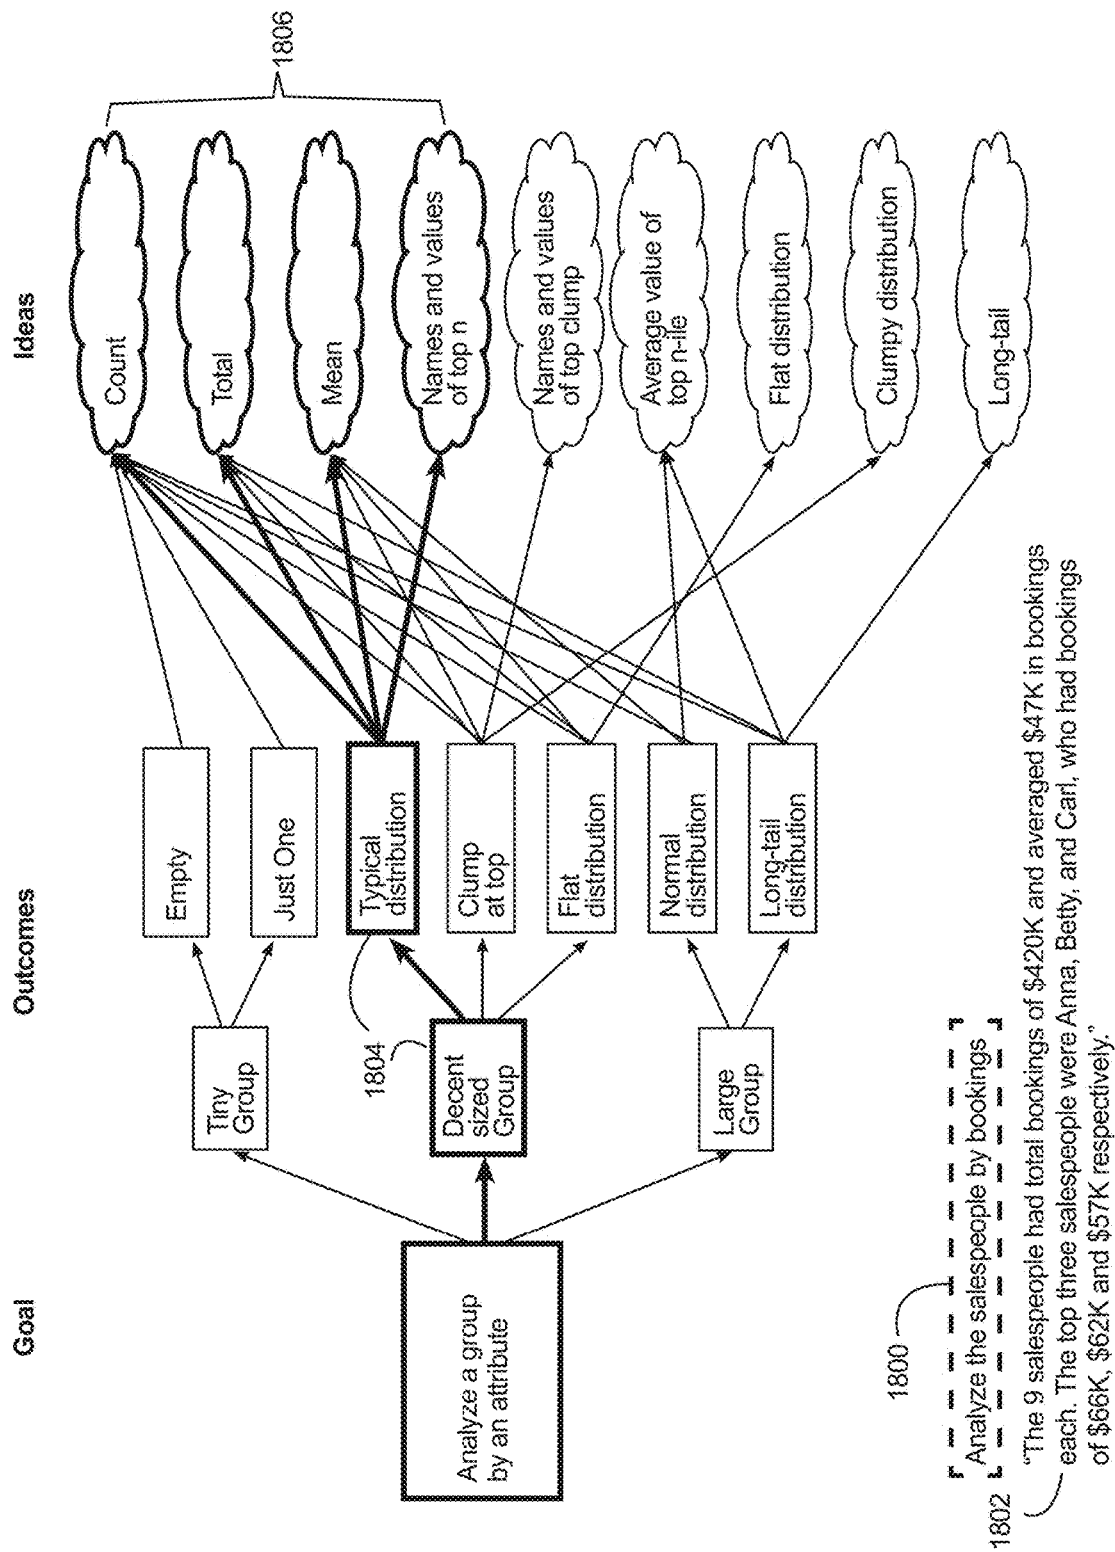 Goal
Outcomes
Ideas
Analyze a group
by an attribute
Tiny
Group
Decent
sized
Group
Large
Group
1804
Empty
Just One
Typical
distribution
Clump
at top
Flat
distribution
Normal
distribution
Long-tail
distribution
Count
Total
Mean
Names and values
of top n
Names and values
of top clump
Average value of
top n-ile
Flat distribution
Clumpy distribution
Long-tail
1806
1800
Analyze the salespeople by bookings
1802
“The 9 salespeople had total bookings of $420K and averaged $47K in bookings
each. The top three salespeople were Anna, Betty, and Carl, who had bookings
of $66K, $62K and $57K respectively.”